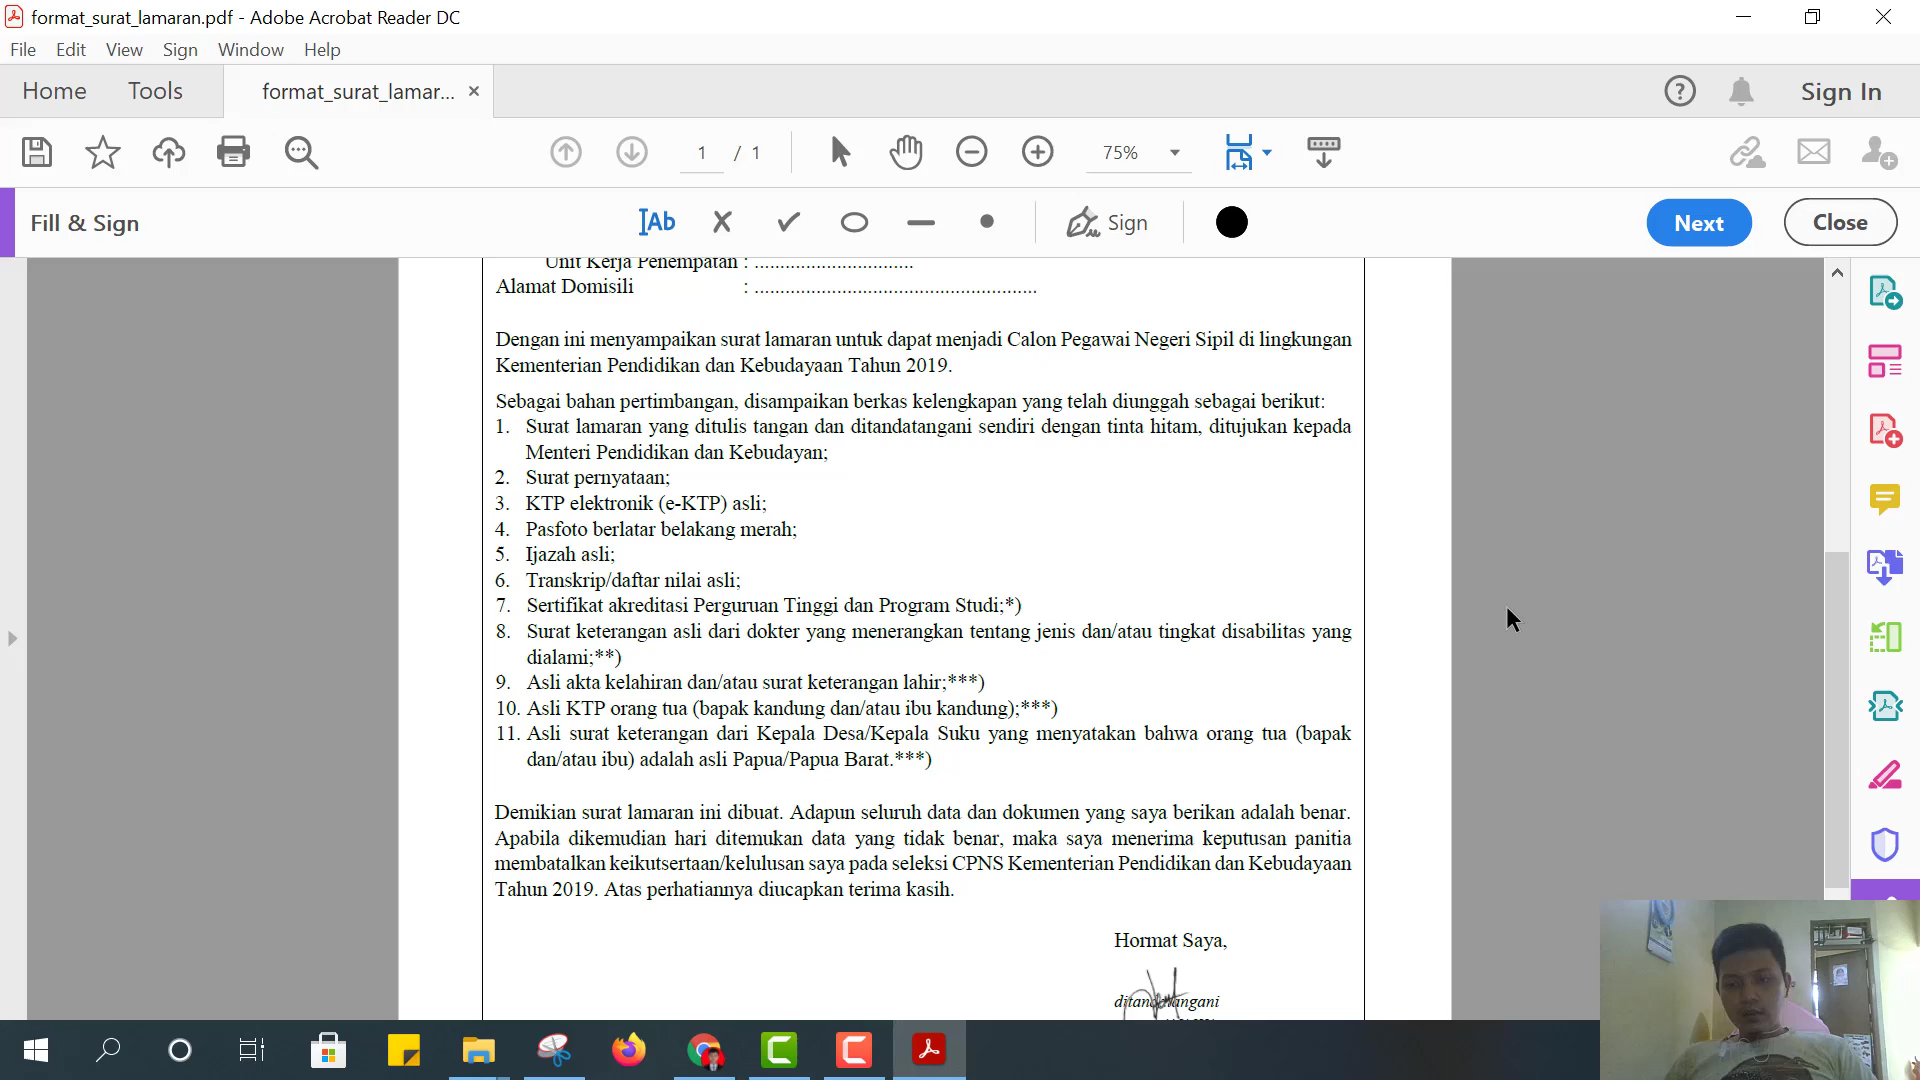 format_surat_lamaran.pdf - Adobe Acrobat Reader DC
File Edit View Sign Window Help
Home Tools format_surat_lamar... × Sign In
1 / 1 75%
Fill & Sign Ab Sign Next Close
Unit Kerja Penempatan : ...............................
Alamat Domisili : .......................................................
Dengan ini menyampaikan surat lamaran untuk dapat menjadi Calon Pegawai Negeri Sipil di lingkungan
Kementerian Pendidikan dan Kebudayaan Tahun 2019.
Sebagai bahan pertimbangan, disampaikan berkas kelengkapan yang telah diunggah sebagai berikut:
1. Surat lamaran yang ditulis tangan dan ditandatangani sendiri dengan tinta hitam, ditujukan kepada
Menteri Pendidikan dan Kebudayan;
2. Surat pernyataan;
3. KTP elektronik (e-KTP) asli;
4. Pasfoto berlatar belakang merah;
5. Ijazah asli;
6. Transkrip/daftar nilai asli;
7. Sertifikat akreditasi Perguruan Tinggi dan Program Studi;*)
8. Surat keterangan asli dari dokter yang menerangkan tentang jenis dan/atau tingkat disabilitas yang
dialami;**)
9. Asli akta kelahiran dan/atau surat keterangan lahir;***)
10. Asli KTP orang tua (bapak kandung dan/atau ibu kandung);***)
11. Asli surat keterangan dari Kepala Desa/Kepala Suku yang menyatakan bahwa orang tua (bapak
dan/atau ibu) adalah asli Papua/Papua Barat.***)
Demikian surat lamaran ini dibuat. Adapun seluruh data dan dokumen yang saya berikan adalah benar.
Apabila dikemudian hari ditemukan data yang tidak benar, maka saya menerima keputusan panitia
membatalkan keikutsertaan/kelulusan saya pada seleksi CPNS Kementerian Pendidikan dan Kebudayaan
Tahun 2019. Atas perhatiannya diucapkan terima kasih.
Hormat Saya,
ditandatangani